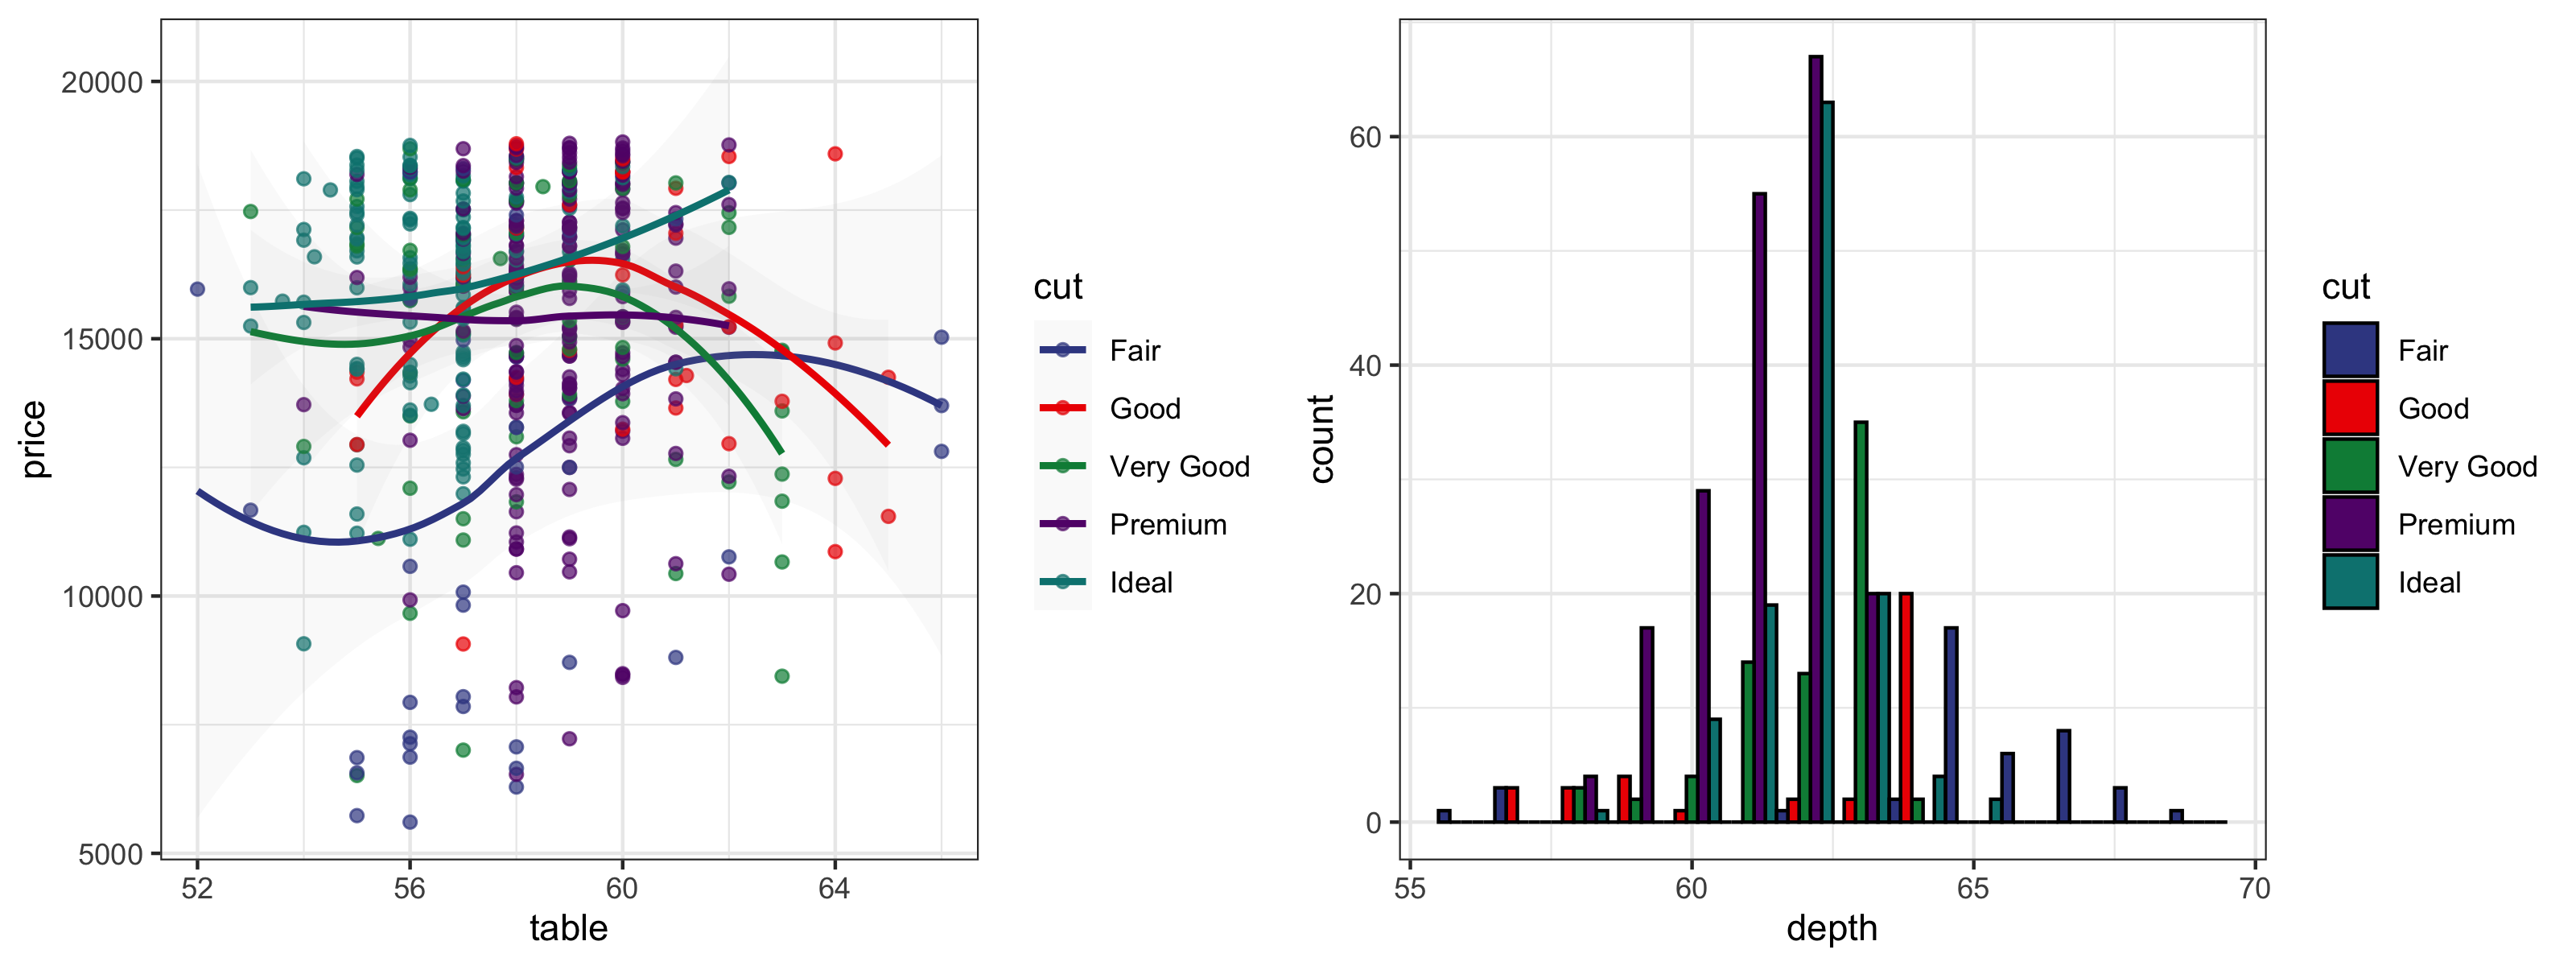 20000
15000
10000
5000
price
52 56 60 64
table
cut
Fair
Good
Very Good
Premium
Ideal
60
40
20
0
count
55 60 65 70
depth
cut
Fair
Good
Very Good
Premium
Ideal